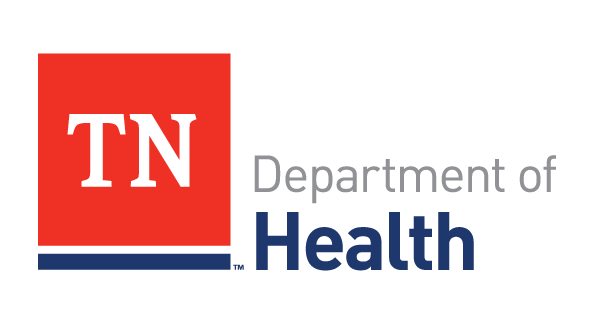 TN
™
Department of
Health